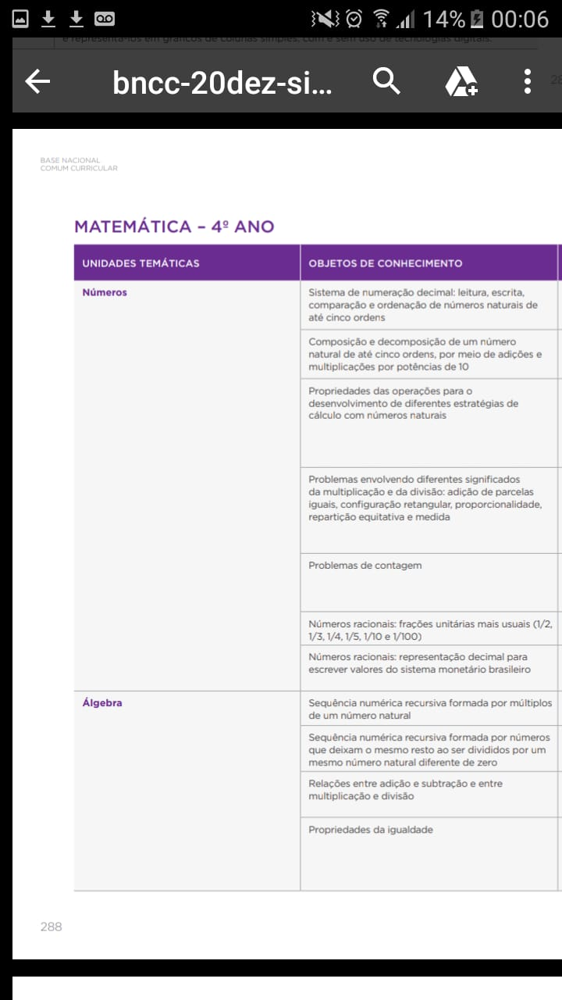 14% 00:06
e representá-los em gráficos de colunas simples, com e sem uso de tecnologias digitais.
bncc-20dez-si...
BASE NACIONAL
COMUM CURRICULAR
MATEMÁTICA – 4º ANO
UNIDADES TEMÁTICAS
OBJETOS DE CONHECIMENTO
Números
Sistema de numeração decimal: leitura, escrita,
comparação e ordenação de números naturais de
até cinco ordens
Composição e decomposição de um número
natural de até cinco ordens, por meio de adições e
multiplicações por potências de 10
Propriedades das operações para o
desenvolvimento de diferentes estratégias de
cálculo com números naturais
Problemas envolvendo diferentes significados
da multiplicação e da divisão: adição de parcelas
iguais, configuração retangular, proporcionalidade,
repartição equitativa e medida
Problemas de contagem
Números racionais: frações unitárias mais usuais (1/2,
1/3, 1/4, 1/5, 1/10 e 1/100)
Números racionais: representação decimal para
escrever valores do sistema monetário brasileiro
Álgebra
Sequência numérica recursiva formada por múltiplos
de um número natural
Sequência numérica recursiva formada por números
que deixam o mesmo resto ao ser divididos por um
mesmo número natural diferente de zero
Relações entre adição e subtração e entre
multiplicação e divisão
Propriedades da igualdade
288